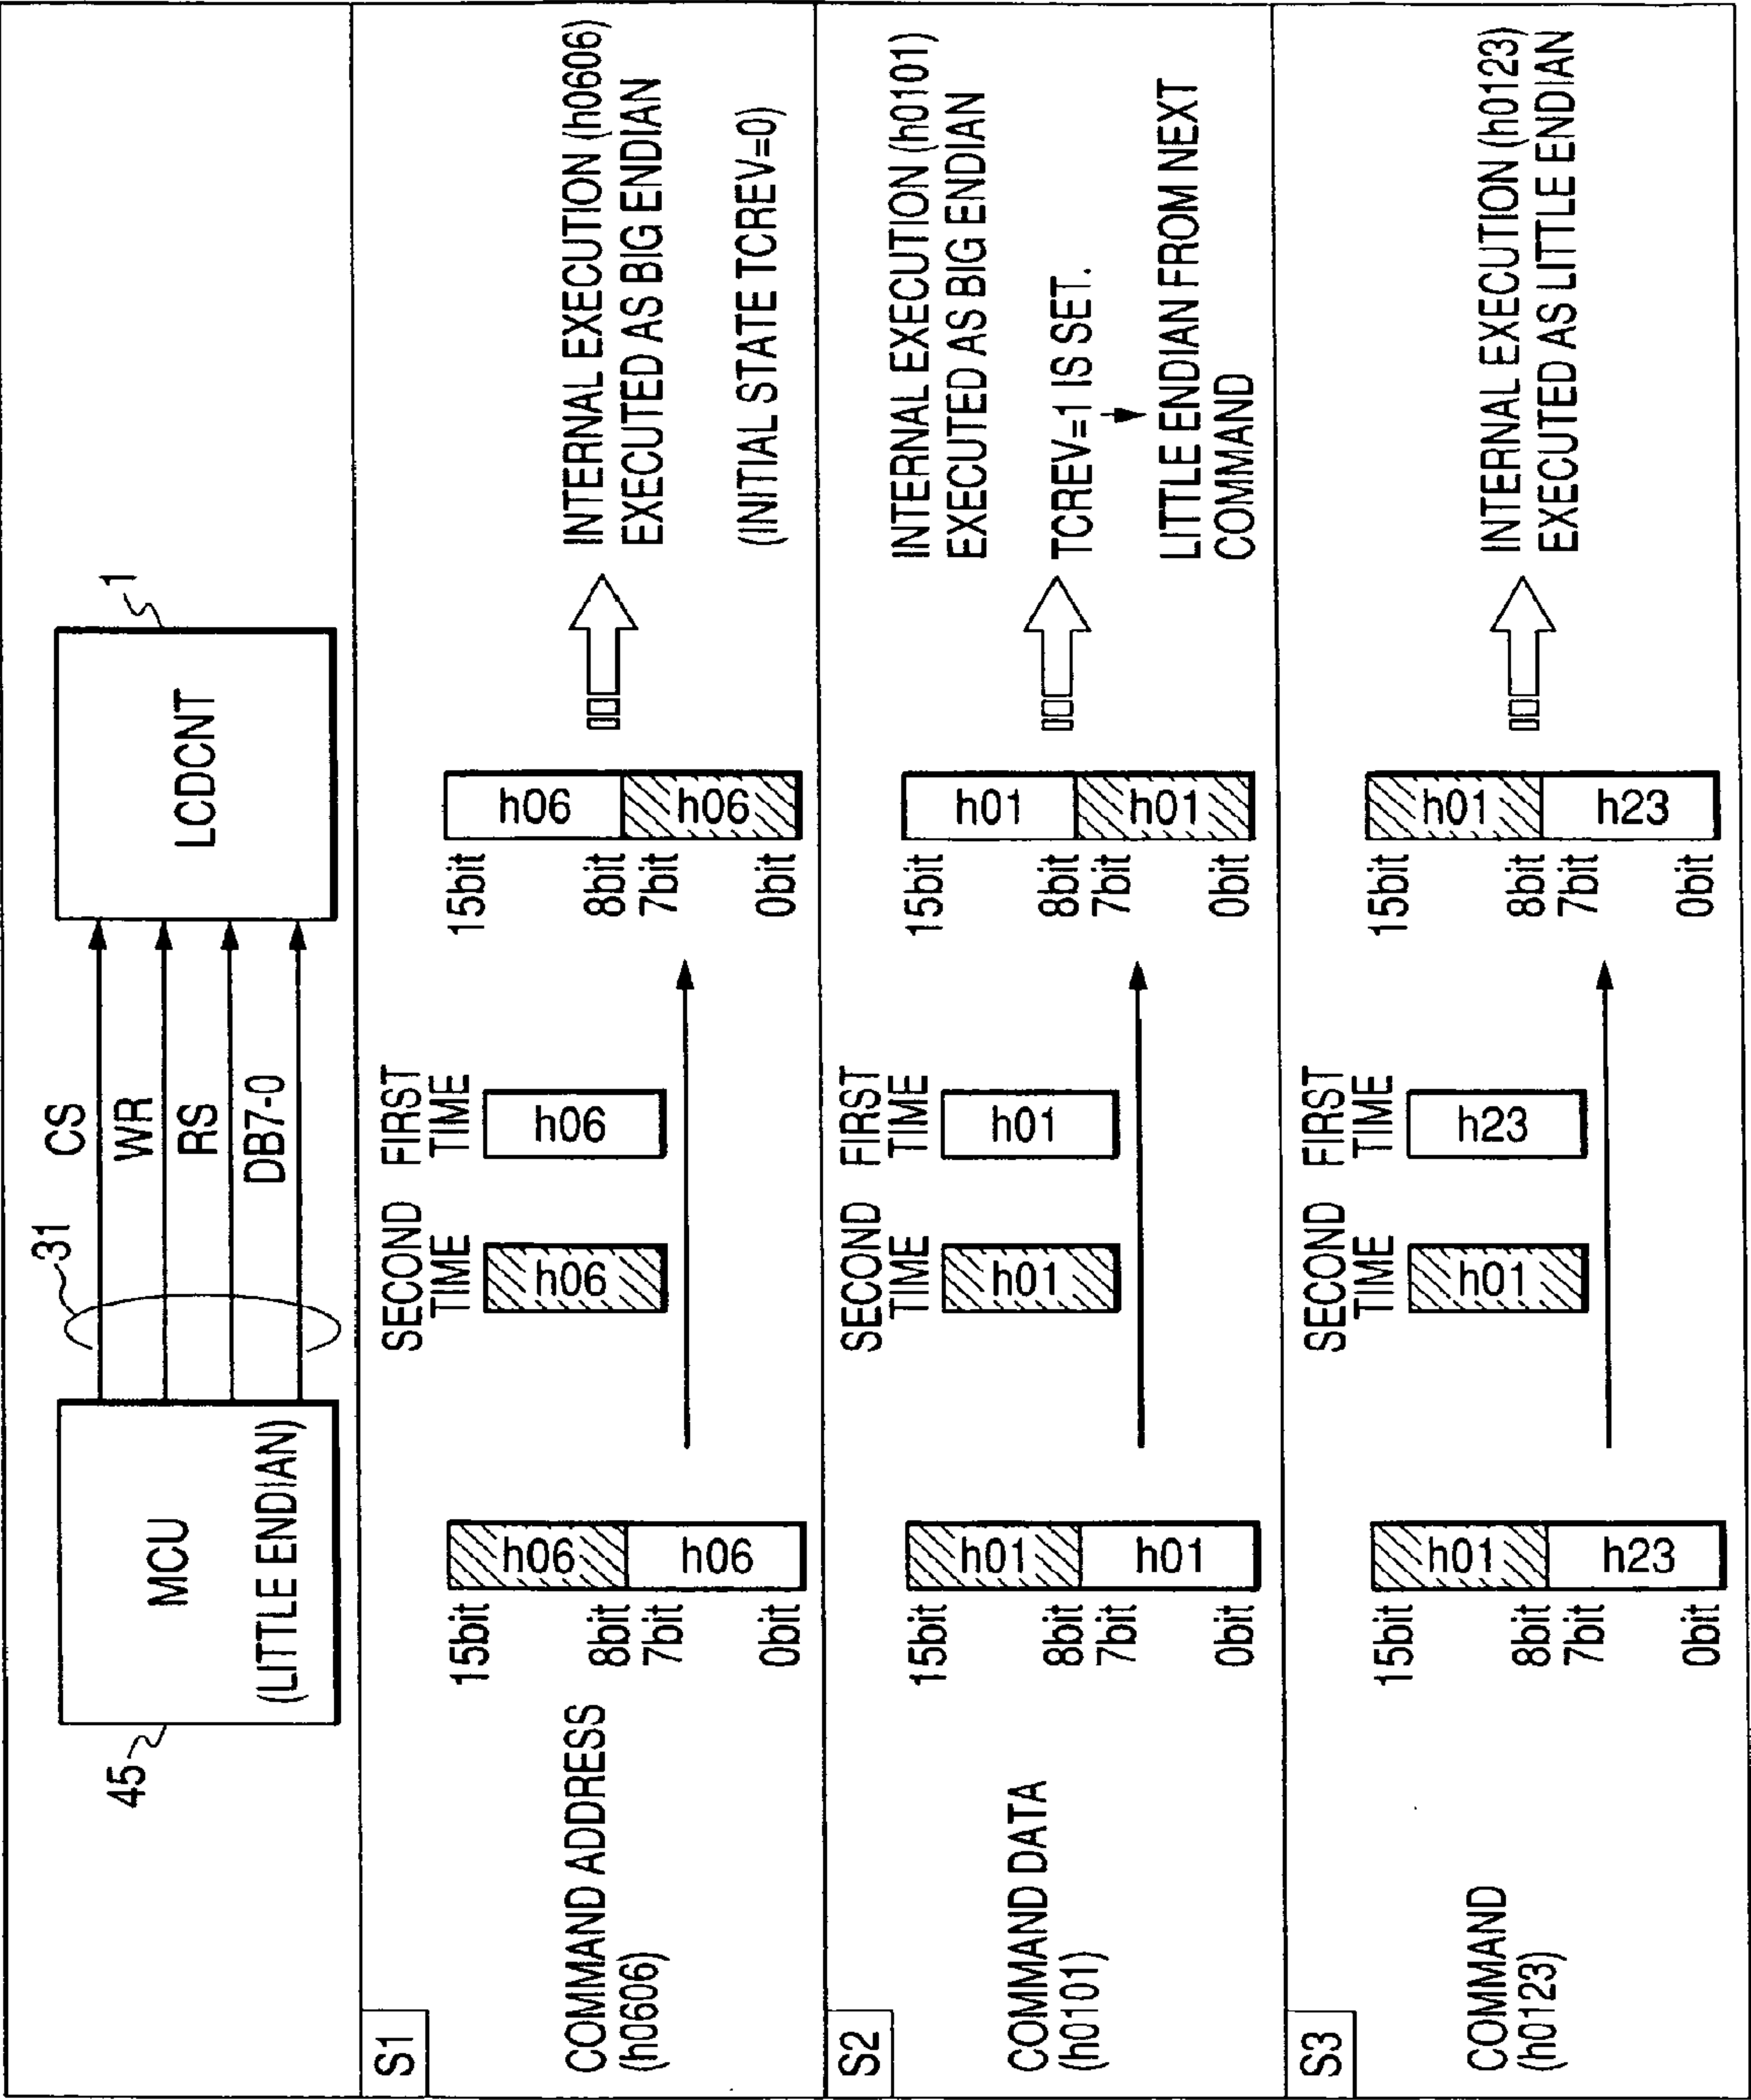 45
MCU
(LITTLE ENDIAN)
31
CS
WR
RS
DB7-0
LCDCNT
1
S1
COMMAND ADDRESS
(h0606)
15bit
8bit
7bit
0bit
h06
h06
SECOND
TIME
h06
FIRST
TIME
h06
15bit
8bit
7bit
0bit
h06
h06
INTERNAL EXECUTION (h0606)
EXECUTED AS BIG ENDIAN
(INITIAL STATE TCREV=0)
S2
COMMAND DATA
(h0101)
15bit
8bit
7bit
0bit
h01
h01
SECOND
TIME
h01
FIRST
TIME
h01
15bit
8bit
7bit
0bit
h01
h01
INTERNAL EXECUTION (h0101)
EXECUTED AS BIG ENDIAN
TCREV=1 IS SET.
LITTLE ENDIAN FROM NEXT
COMMAND
S3
COMMAND
(h0123)
15bit
8bit
7bit
0bit
h01
h23
SECOND
TIME
h01
FIRST
TIME
h23
15bit
8bit
7bit
0bit
h01
h23
INTERNAL EXECUTION (h0123)
EXECUTED AS LITTLE ENDIAN